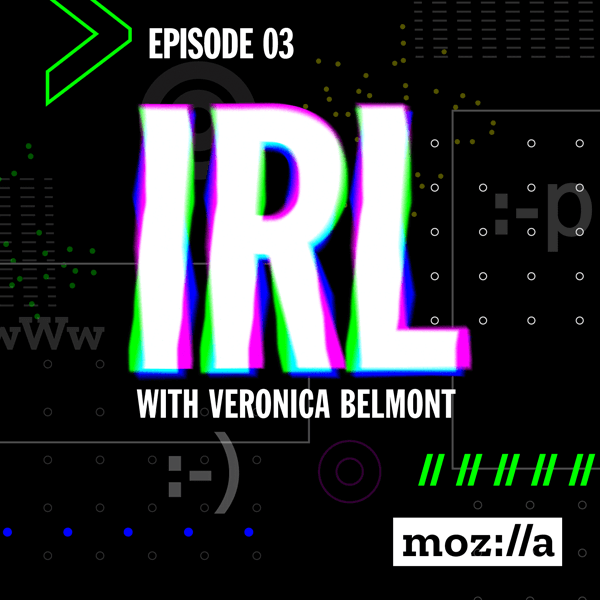 EPISODE 03
IRL
:-p
wWw
WITH VERONICA BELMONT
:-)
//////////
moz://a